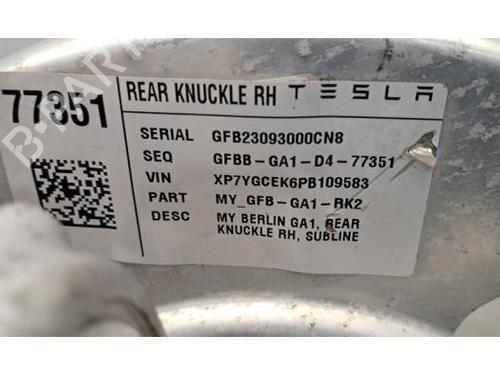 77351
REAR KNUCKLE RH TESLA
SERIAL GFB23093000CN8
SEQ GFBB-GA1-D4-77351
VIN XP7YGCEK6PB109583
PART MY_GFB-GA1-RK2
DESC MY BERLIN GA1, REAR
KNUCKLE RH, SUBLINE